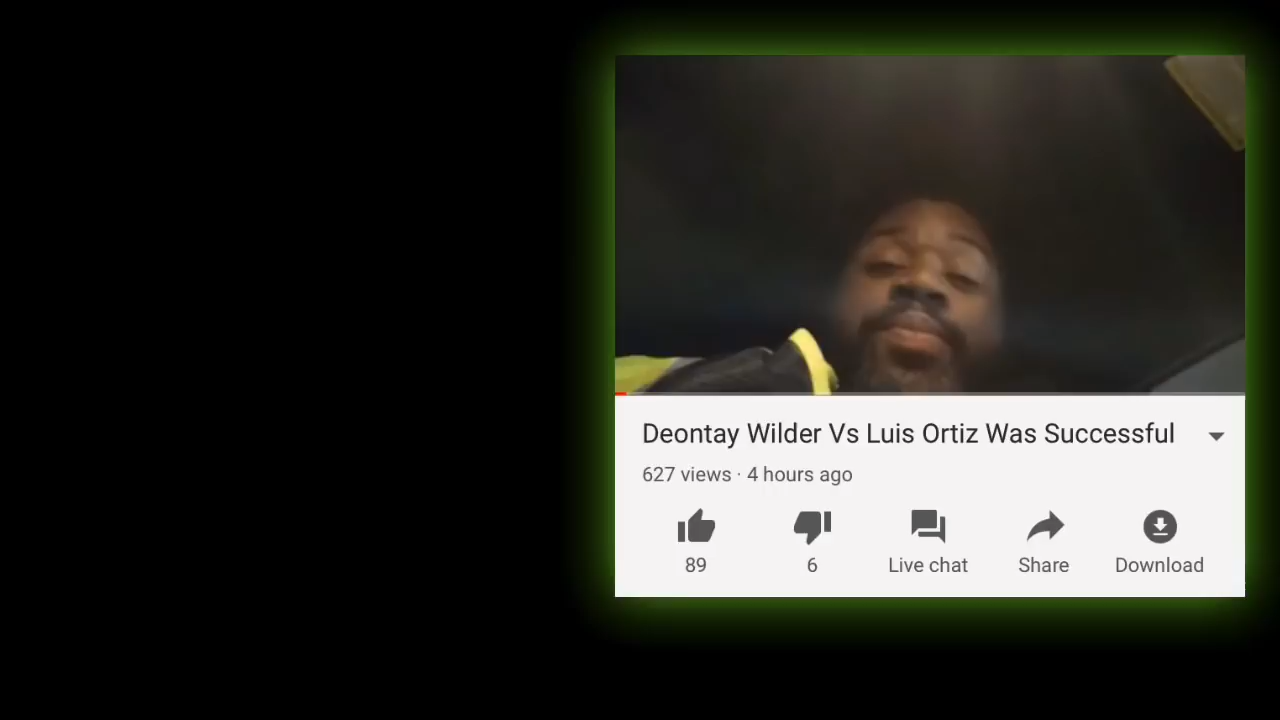 Deontay Wilder Vs Luis Ortiz Was Successful
627 views · 4 hours ago
89 6 Live chat Share Download